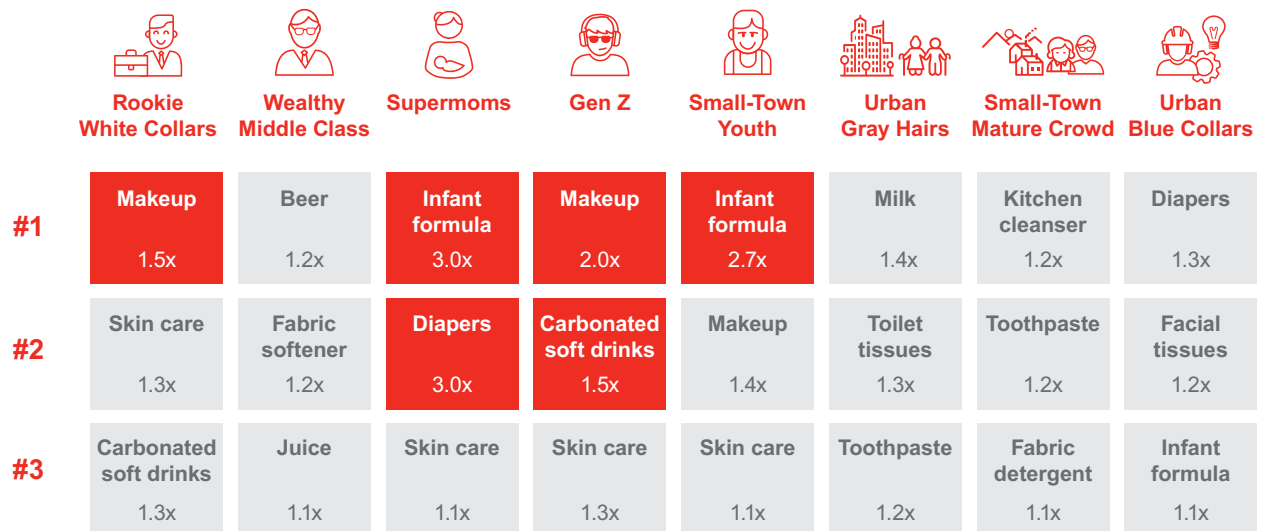 Rookie
White Collars
Wealthy
Middle Class
Supermoms
Gen Z
Small-Town
Youth
Urban
Gray Hairs
Small-Town
Mature Crowd
Urban
Blue Collars
#1
Makeup
1.5x
Beer
1.2x
Infant
formula
3.0x
Makeup
2.0x
Infant
formula
2.7x
Milk
1.4x
Kitchen
cleanser
1.2x
Diapers
1.3x
#2
Skin care
1.3x
Fabric
softener
1.2x
Diapers
3.0x
Carbonated
soft drinks
1.5x
Makeup
1.4x
Toilet
tissues
1.3x
Toothpaste
1.2x
Facial
tissues
1.2x
#3
Carbonated
soft drinks
1.3x
Juice
1.1x
Skin care
1.1x
Skin care
1.3x
Skin care
1.1x
Toothpaste
1.2x
Fabric
detergent
1.1x
Infant
formula
1.1x